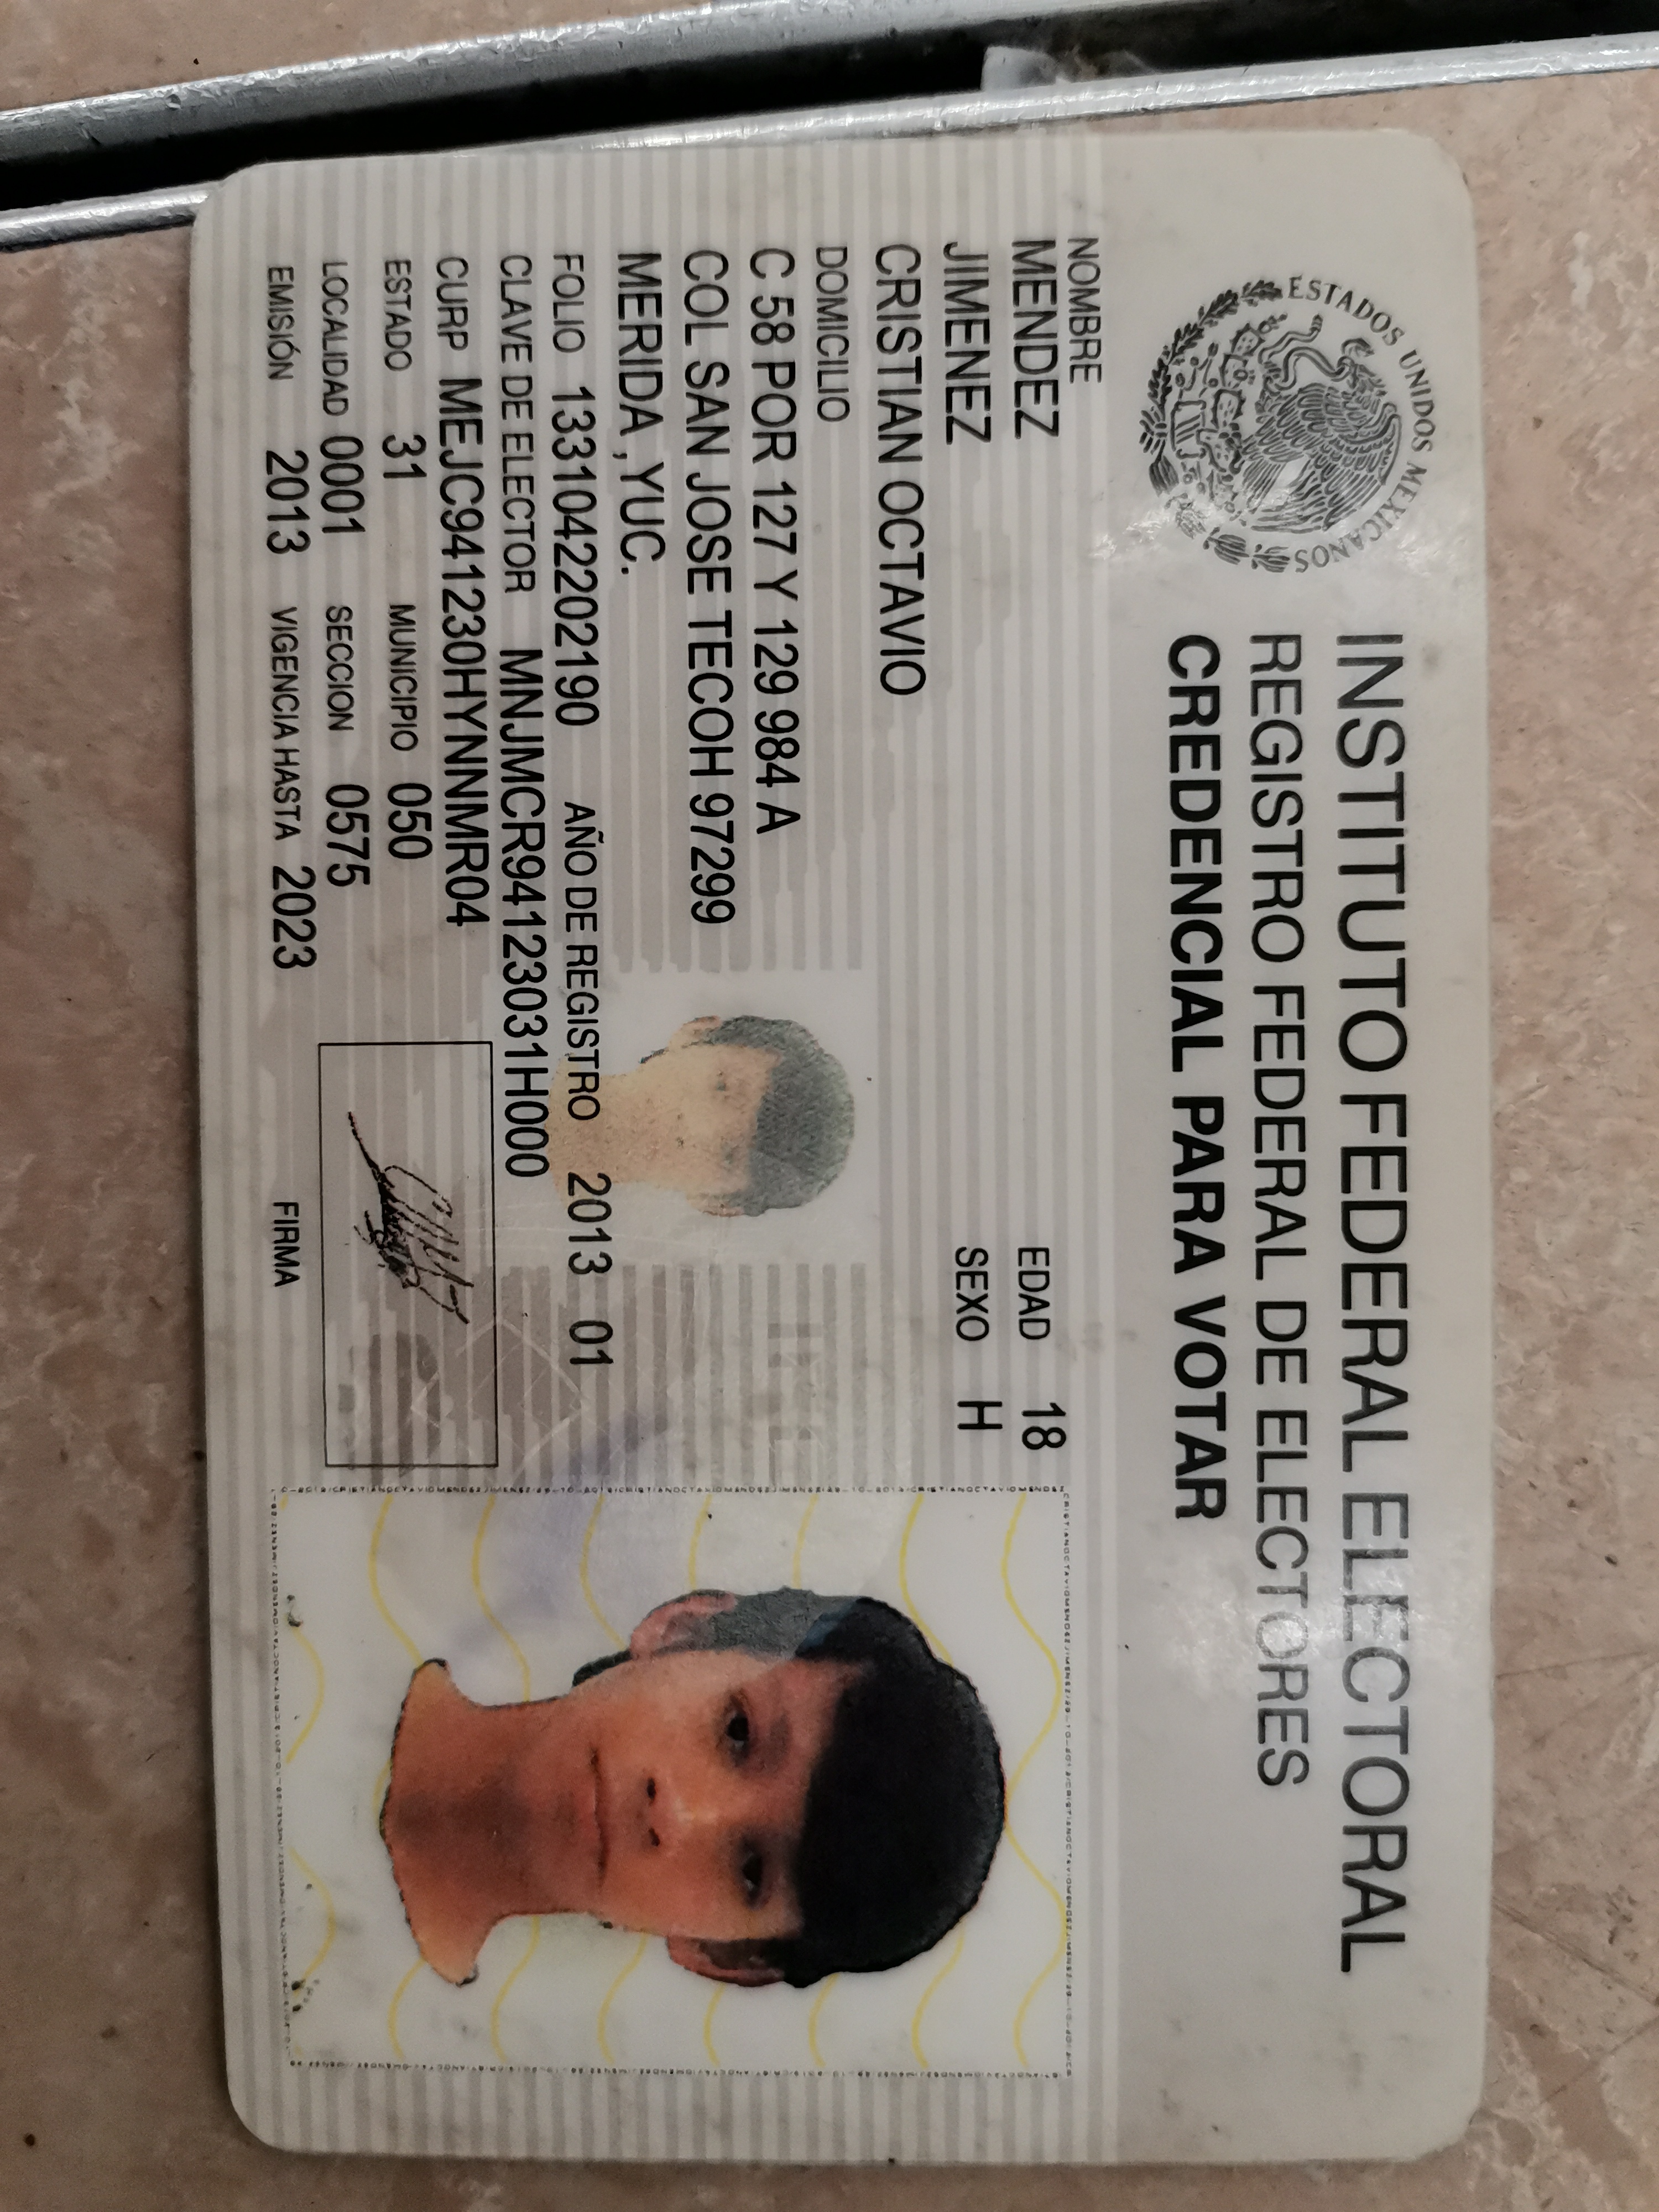 ESTADOS UNIDOS MEXICANOS
INSTITUTO FEDERAL ELECTORAL
REGISTRO FEDERAL DE ELECTORES
CREDENCIAL PARA VOTAR
NOMBRE
MENDEZ
JIMENEZ
CRISTIAN OCTAVIO
EDAD 18
SEXO H
DOMICILIO
C 58 POR 127 Y 129 984 A
COL SAN JOSE TECOH 97299
MERIDA ,YUC.
FOLIO 1331042202190 AÑO DE REGISTRO 2013 01
CLAVE DE ELECTOR MNJMCR94123031H000
CURP MEJC941230HYNNMR04
ESTADO 31 MUNICIPIO 050
LOCALIDAD 0001 SECCION 0575
EMISIÓN 2013 VIGENCIA HASTA 2023
FIRMA